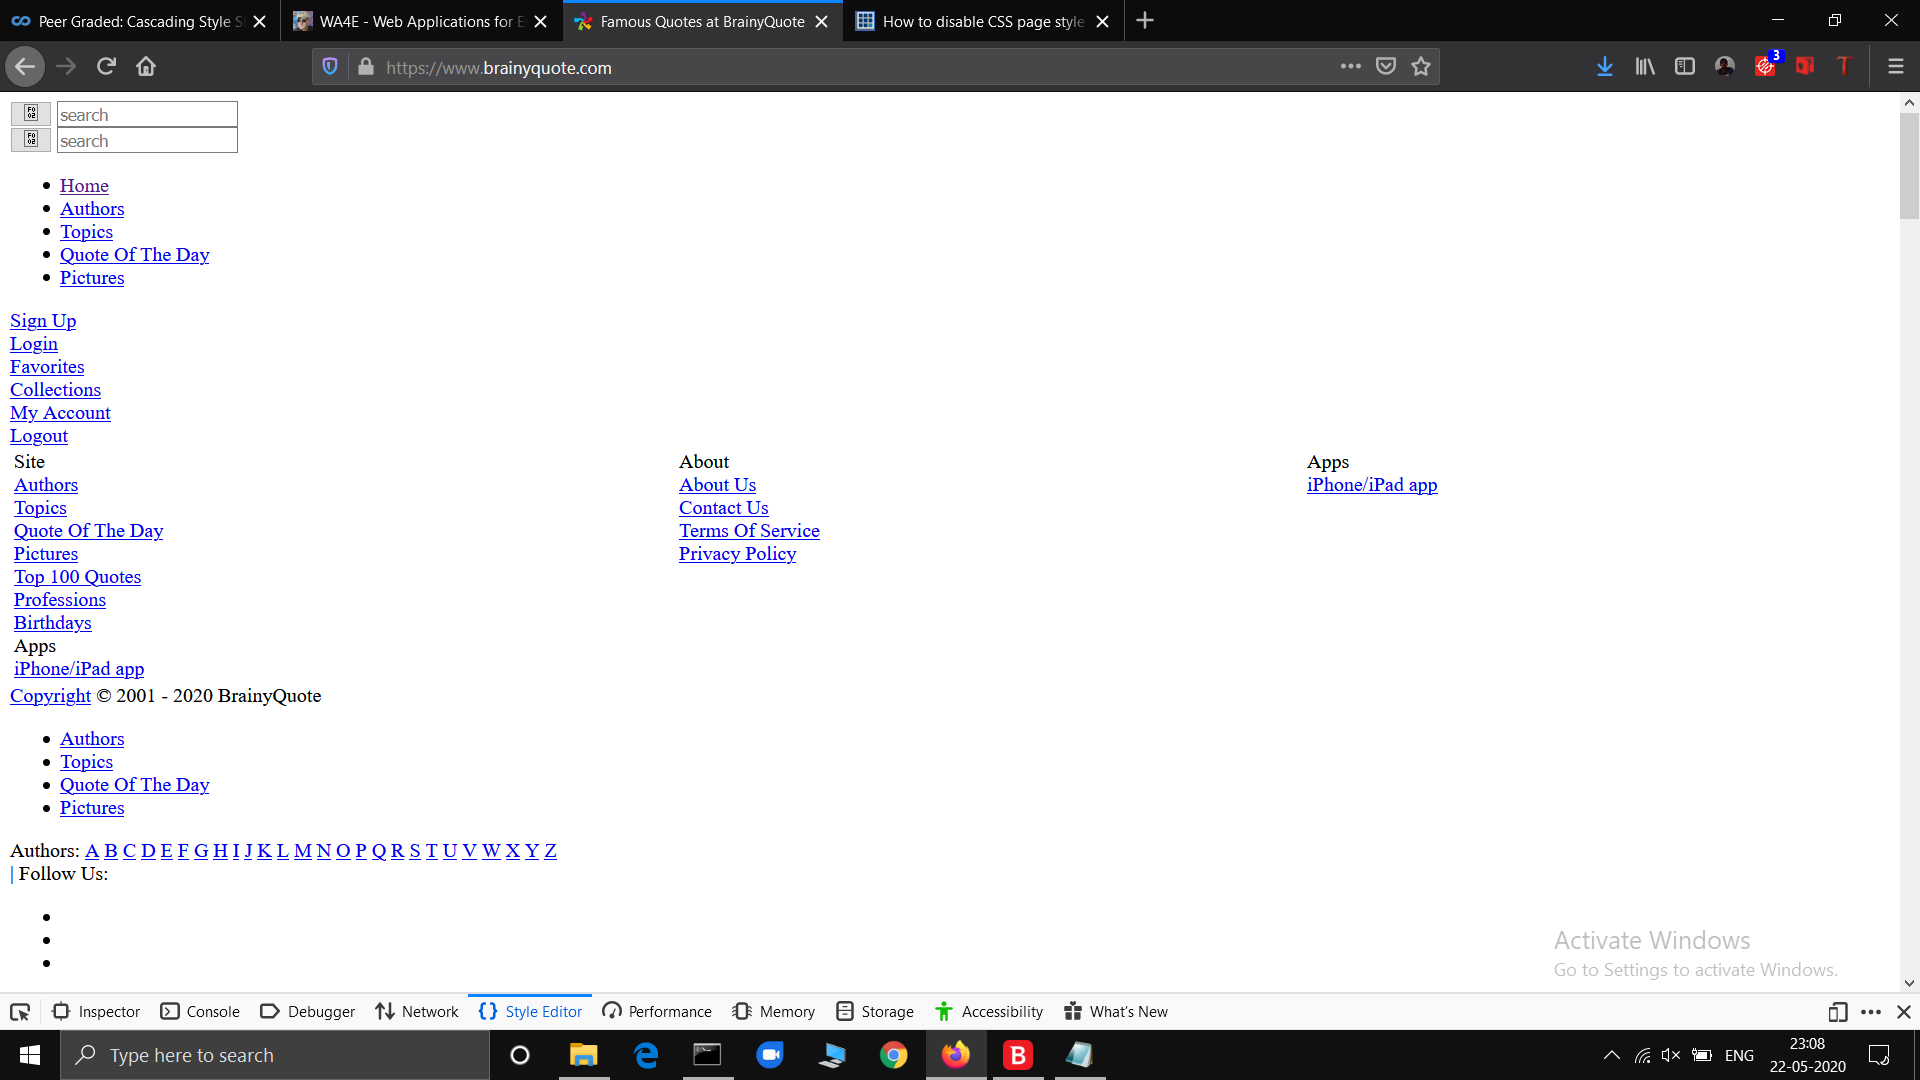 Peer Graded: Cascading Style S
WA4E - Web Applications for E
Famous Quotes at BrainyQuote
How to disable CSS page style
https://www.brainyquote.com
3
search
search
Home
Authors
Topics
Quote Of The Day
Pictures
Sign Up
Login
Favorites
Collections
My Account
Logout
Site About Apps
Authors About Us iPhone/iPad app
Topics Contact Us
Quote Of The Day Terms Of Service
Pictures Privacy Policy
Top 100 Quotes
Professions
Birthdays
Apps
iPhone/iPad app
Copyright © 2001 - 2020 BrainyQuote
Authors
Topics
Quote Of The Day
Pictures
Authors: A B C D E F G H I J K L M N O P Q R S T U V W X Y Z
| Follow Us:
Activate Windows
Go to Settings to activate Windows.
Inspector Console Debugger Network Style Editor Performance Memory Storage Accessibility What's New
Type here to search
ENG
23:08
22-05-2020